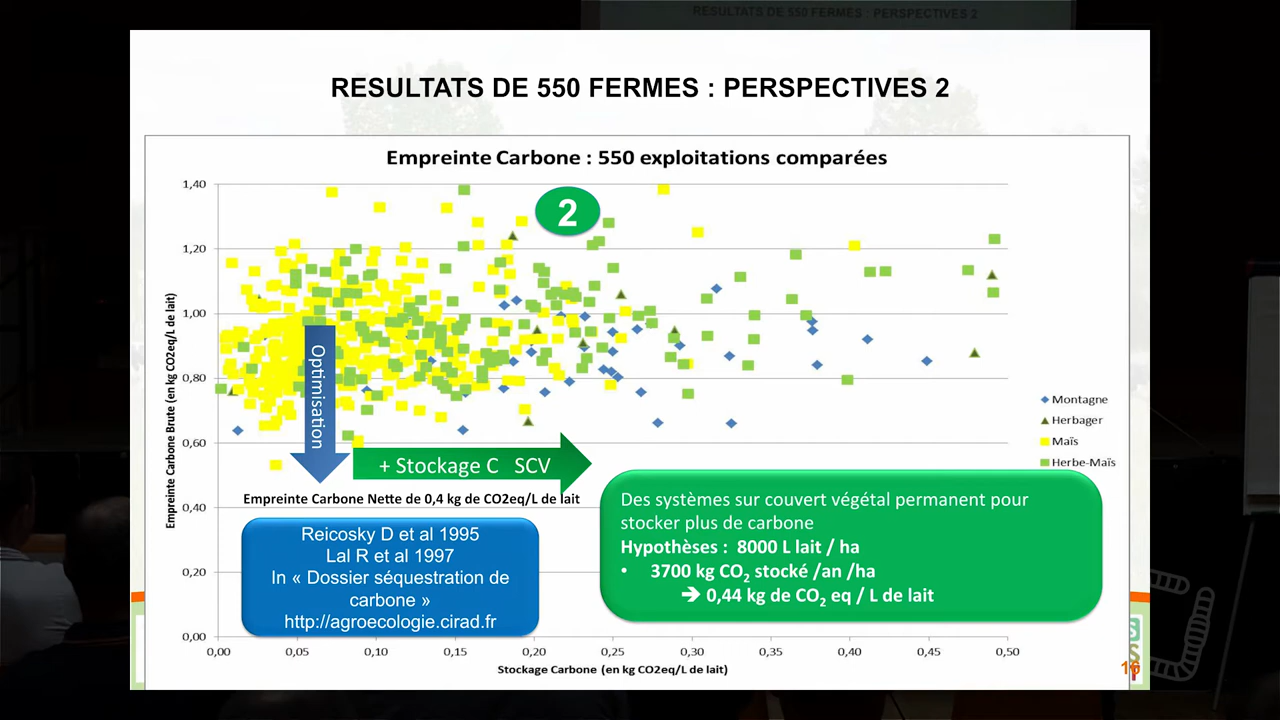 RESULTATS DE 550 FERMES : PERSPECTIVES 2
RESULTATS DE 550 FERMES : PERSPECTIVES 2
Empreinte Carbone : 550 exploitations comparées
2
1,40
1,20
1,00
0,80
0,60
0,40
0,20
0,00
Empreinte Carbone Brute (en kg CO2eq/L de lait)
Optimisation
+ Stockage C SCV
Empreinte Carbone Nette de 0,4 kg de CO2eq/L de lait
Montagne
Herbager
Maïs
Herbe-Maïs
Reicosky D et al 1995
Lal R et al 1997
In « Dossier séquestration de
carbone »
http://agroecologie.cirad.fr
Des systèmes sur couvert végétal permanent pour
stocker plus de carbone
Hypothèses : 8000 L lait / ha
• 3700 kg CO₂ stocké /an /ha
➔ 0,44 kg de CO₂ eq / L de lait
0,00 0,05 0,10 0,15 0,20 0,25 0,30 0,35 0,40 0,45 0,50
Stockage Carbone (en kg CO2eq/L de lait)